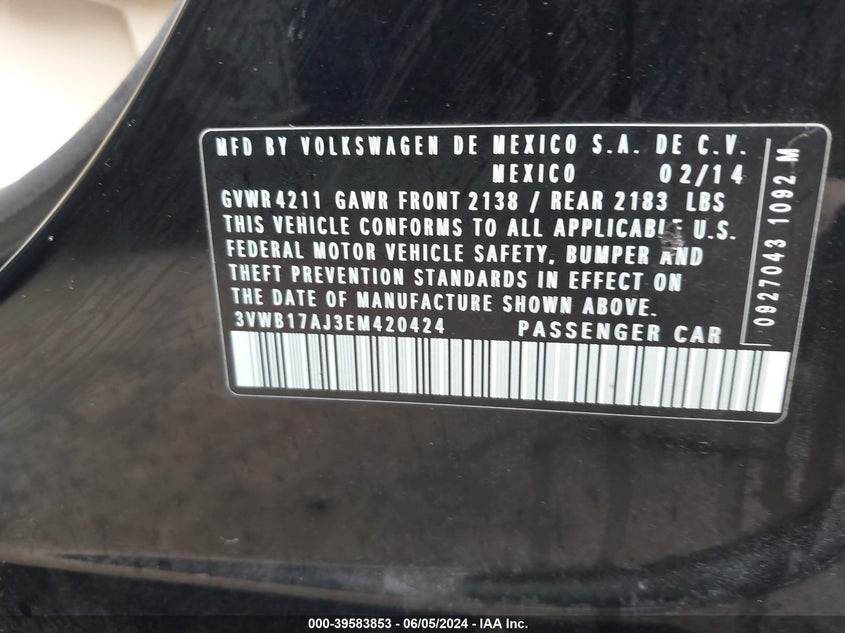 MFD BY VOLKSWAGEN DE MEXICO S.A. DE C.V.
MEXICO 02/14
GVWR 4211 GAWR FRONT 2138 / REAR 2183 LBS
THIS VEHICLE CONFORMS TO ALL APPLICABLE U.S.
FEDERAL MOTOR VEHICLE SAFETY, BUMPER AND
THEFT PREVENTION STANDARDS IN EFFECT ON
THE DATE OF MANUFACTURE SHOWN ABOVE.
3VWB17AJ3EM420424 PASSENGER CAR
0927043 1092 M
000-39583853 / 06/05/2024 - IAA Inc.